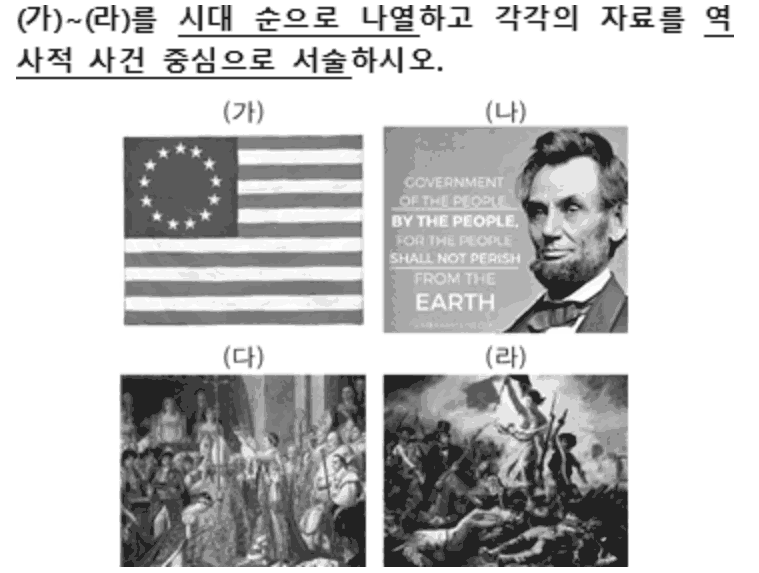 (가)~(라)를 시대 순으로 나열하고 각각의 자료를 역
사적 사건 중심으로 서술하시오.
(가)
(나)
GOVERNMENT
OF THE PEOPLE,
BY THE PEOPLE,
FOR THE PEOPLE
SHALL NOT PERISH
FROM THE
EARTH
(다)
(라)